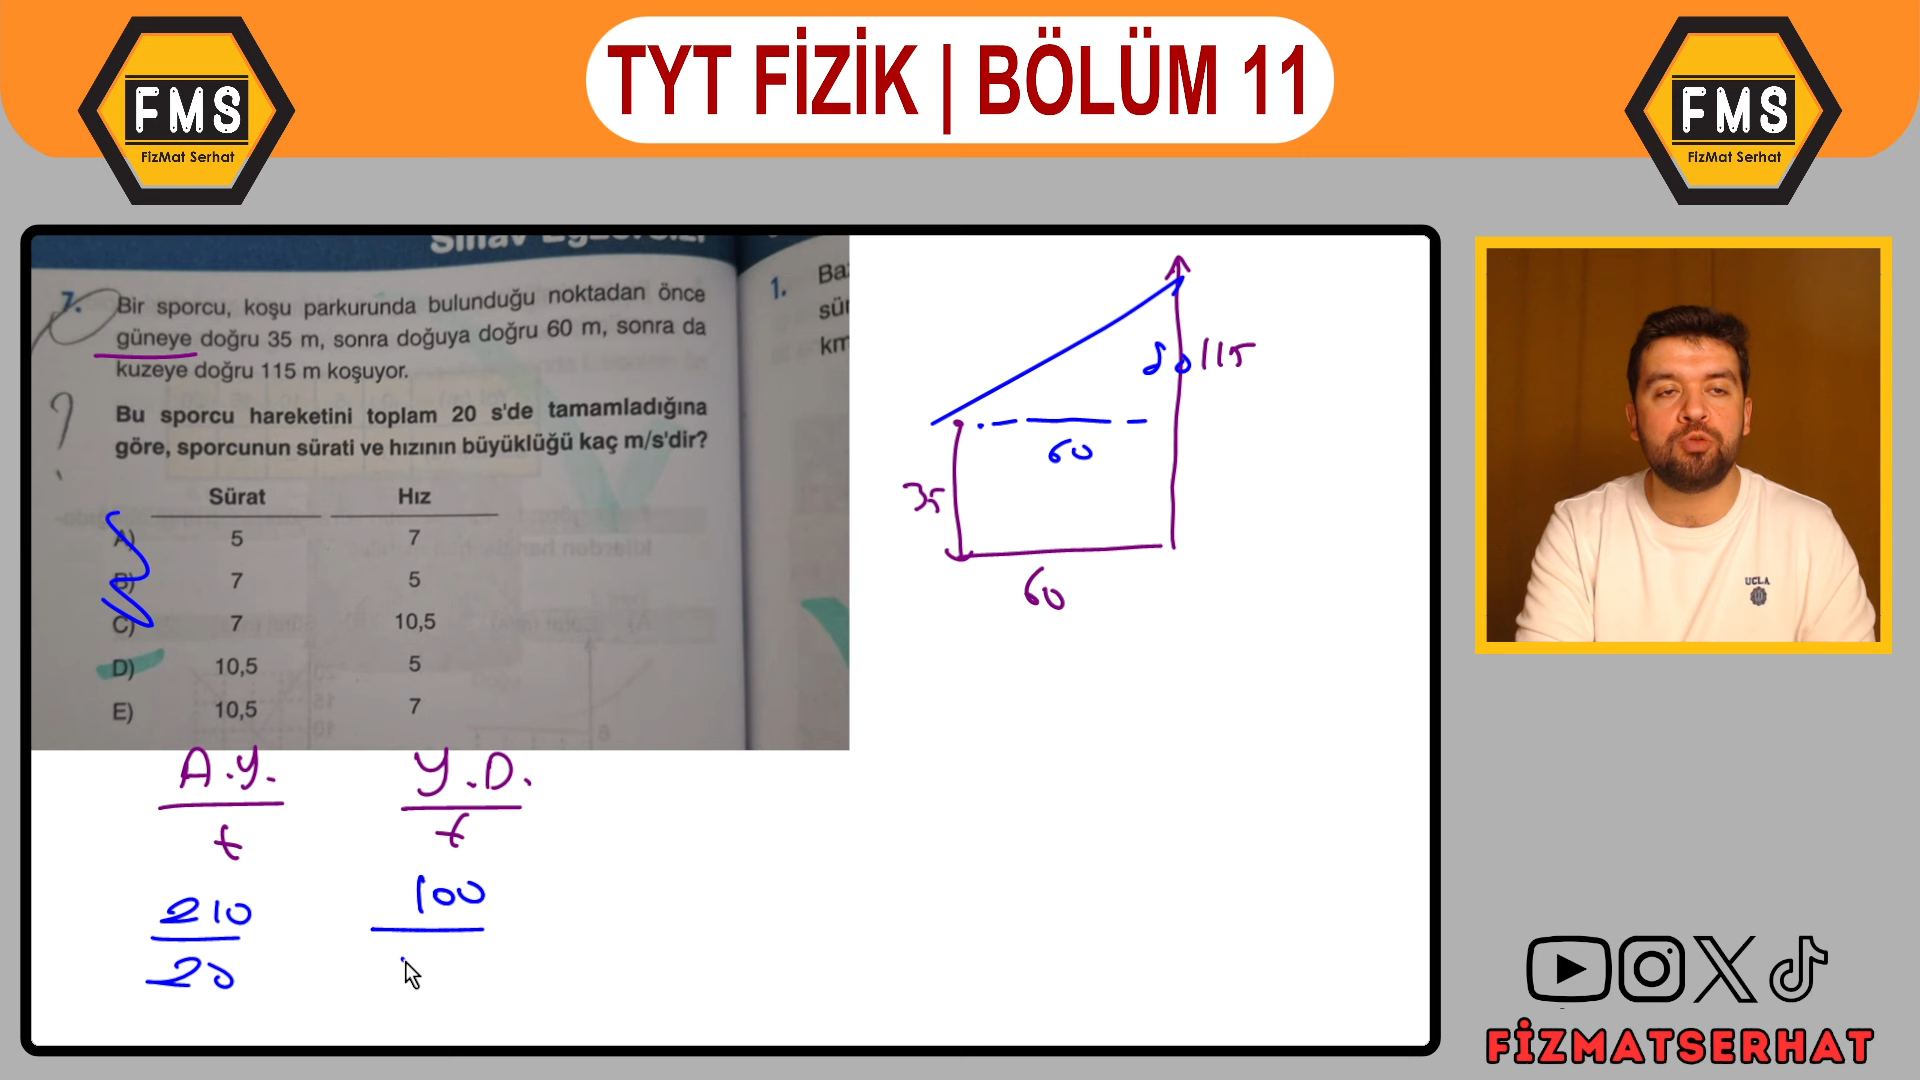 TYT FİZİK | BÖLÜM 11
FMS
FizMat Serhat
FMS
FizMat Serhat
7. Bir sporcu, koşu parkurunda bulunduğu noktadan önce
güneye doğru 35 m, sonra doğuya doğru 60 m, sonra da
kuzeye doğru 115 m koşuyor.
?
Bu sporcu hareketini toplam 20 s'de tamamladığına
göre, sporcunun sürati ve hızının büyüklüğü kaç m/s'dir?
Sürat Hız
A) 5 7
B) 7 5
C) 7 10,5
D) 10,5 5
E) 10,5 7
1. 
A.Y. Y.D.
t t
210 100
20
80 115
60
35
60
UCLA
FİZMATSERHAT